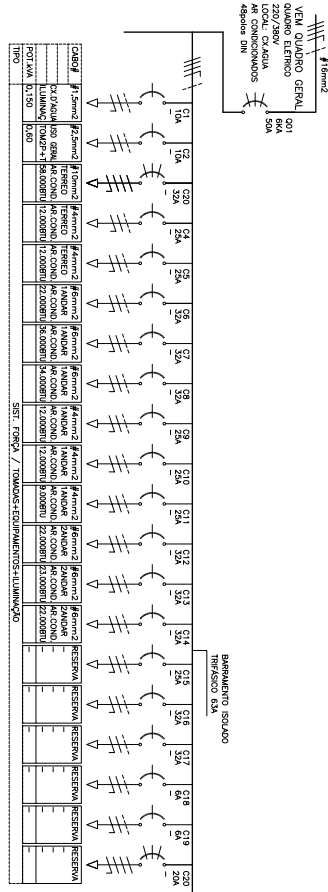 #16mm2
VEM QUADRO GERAL
QUADRO ELÉTRICO
220/380V
LOCAL: CX.AGUA
AR CONDICIONADOS
48polos DIN
Q01
6KA
50A
BARRAMENTO ISOLADO
TRIFÁSICO 63A
C1 C2 C20 C4 C5 C6 C7 C8 C9 C10 C11 C12 C13 C14 C15 C16 C17 C18 C19 C20
10A 10A 32A 25A 25A 32A 32A 32A 25A 25A 25A 32A 32A 32A 25A 32A 32A 6A 6A 20A
CABO# #1,5mm2 #2,5mm2 #10mm2 #4mm2 #4mm2 #6mm2 #6mm2 #6mm2 #4mm2 #4mm2 #4mm2 #6mm2 #6mm2 #6mm2 RESERVA RESERVA RESERVA RESERVA RESERVA RESERVA
CX.D'ÁGUA USO GERAL TERREO TERREO TERREO 1ANDAR 1ANDAR 1ANDAR 1ANDAR 1ANDAR 1ANDAR 2ANDAR 2ANDAR 2ANDAR - - - - - -
ILUMINAÇ TOM2P+T AR.COND. AR.COND. AR.COND. AR.COND. AR.COND. AR.COND. AR.COND. AR.COND. AR.COND. AR.COND. AR.COND. AR.COND. - - - - - -
POT.kVA 0,150 0,60 58.000BTU 12.000BTU 12.000BTU 22.000BTU 36.000BTU 34.000BTU 12.000BTU 12.000BTU 9.000BTU 22.000BTU 23.000BTU 22.000BTU - - - - - -
TIPO SIST. FORÇA / TOMADAS+EQUIPAMENTOS+ILUMINAÇÃO